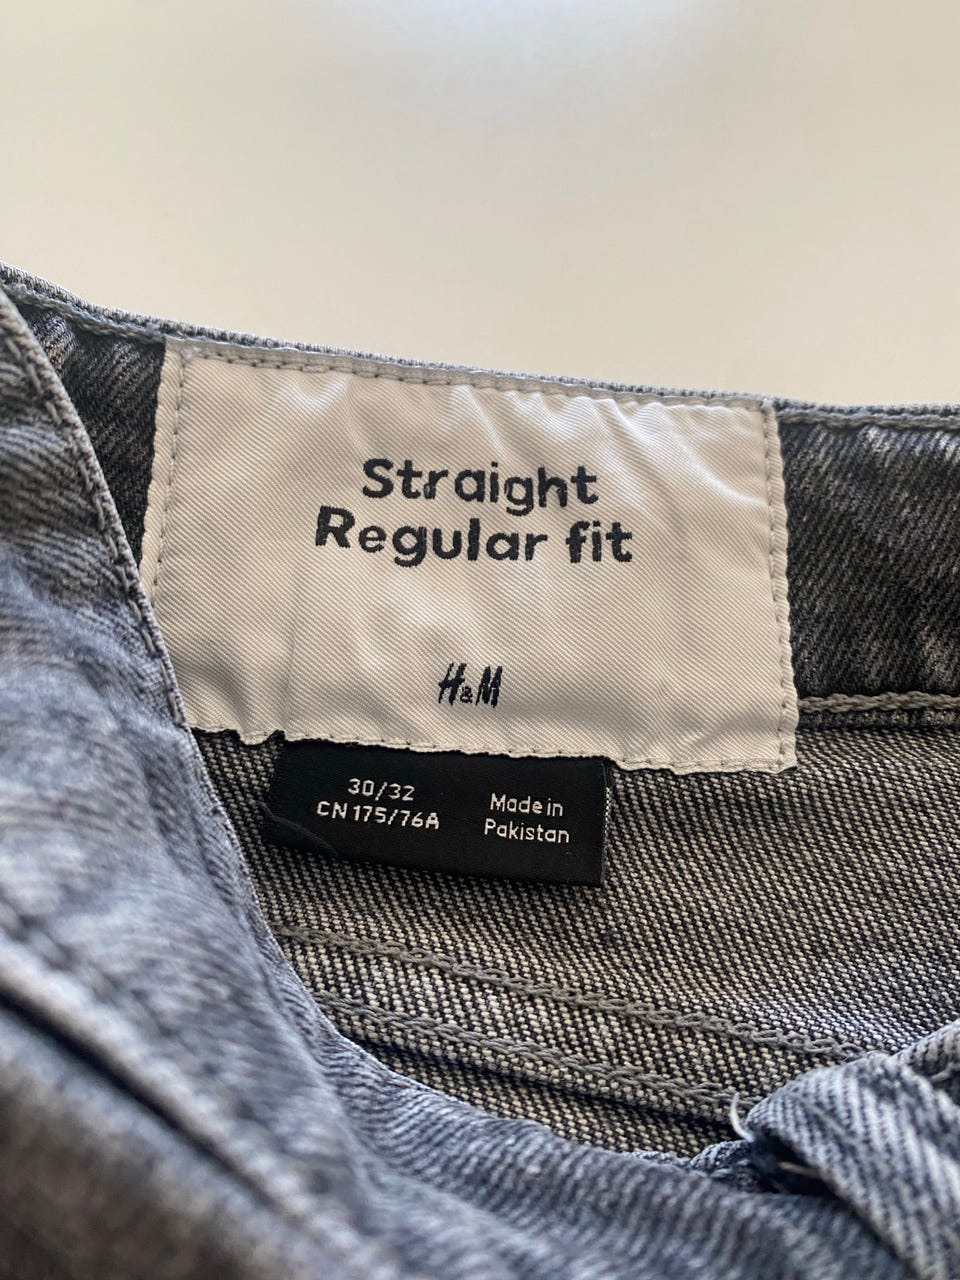 Straight
Regular fit
H&M
30/32
CN 175/76A
Made in
Pakistan